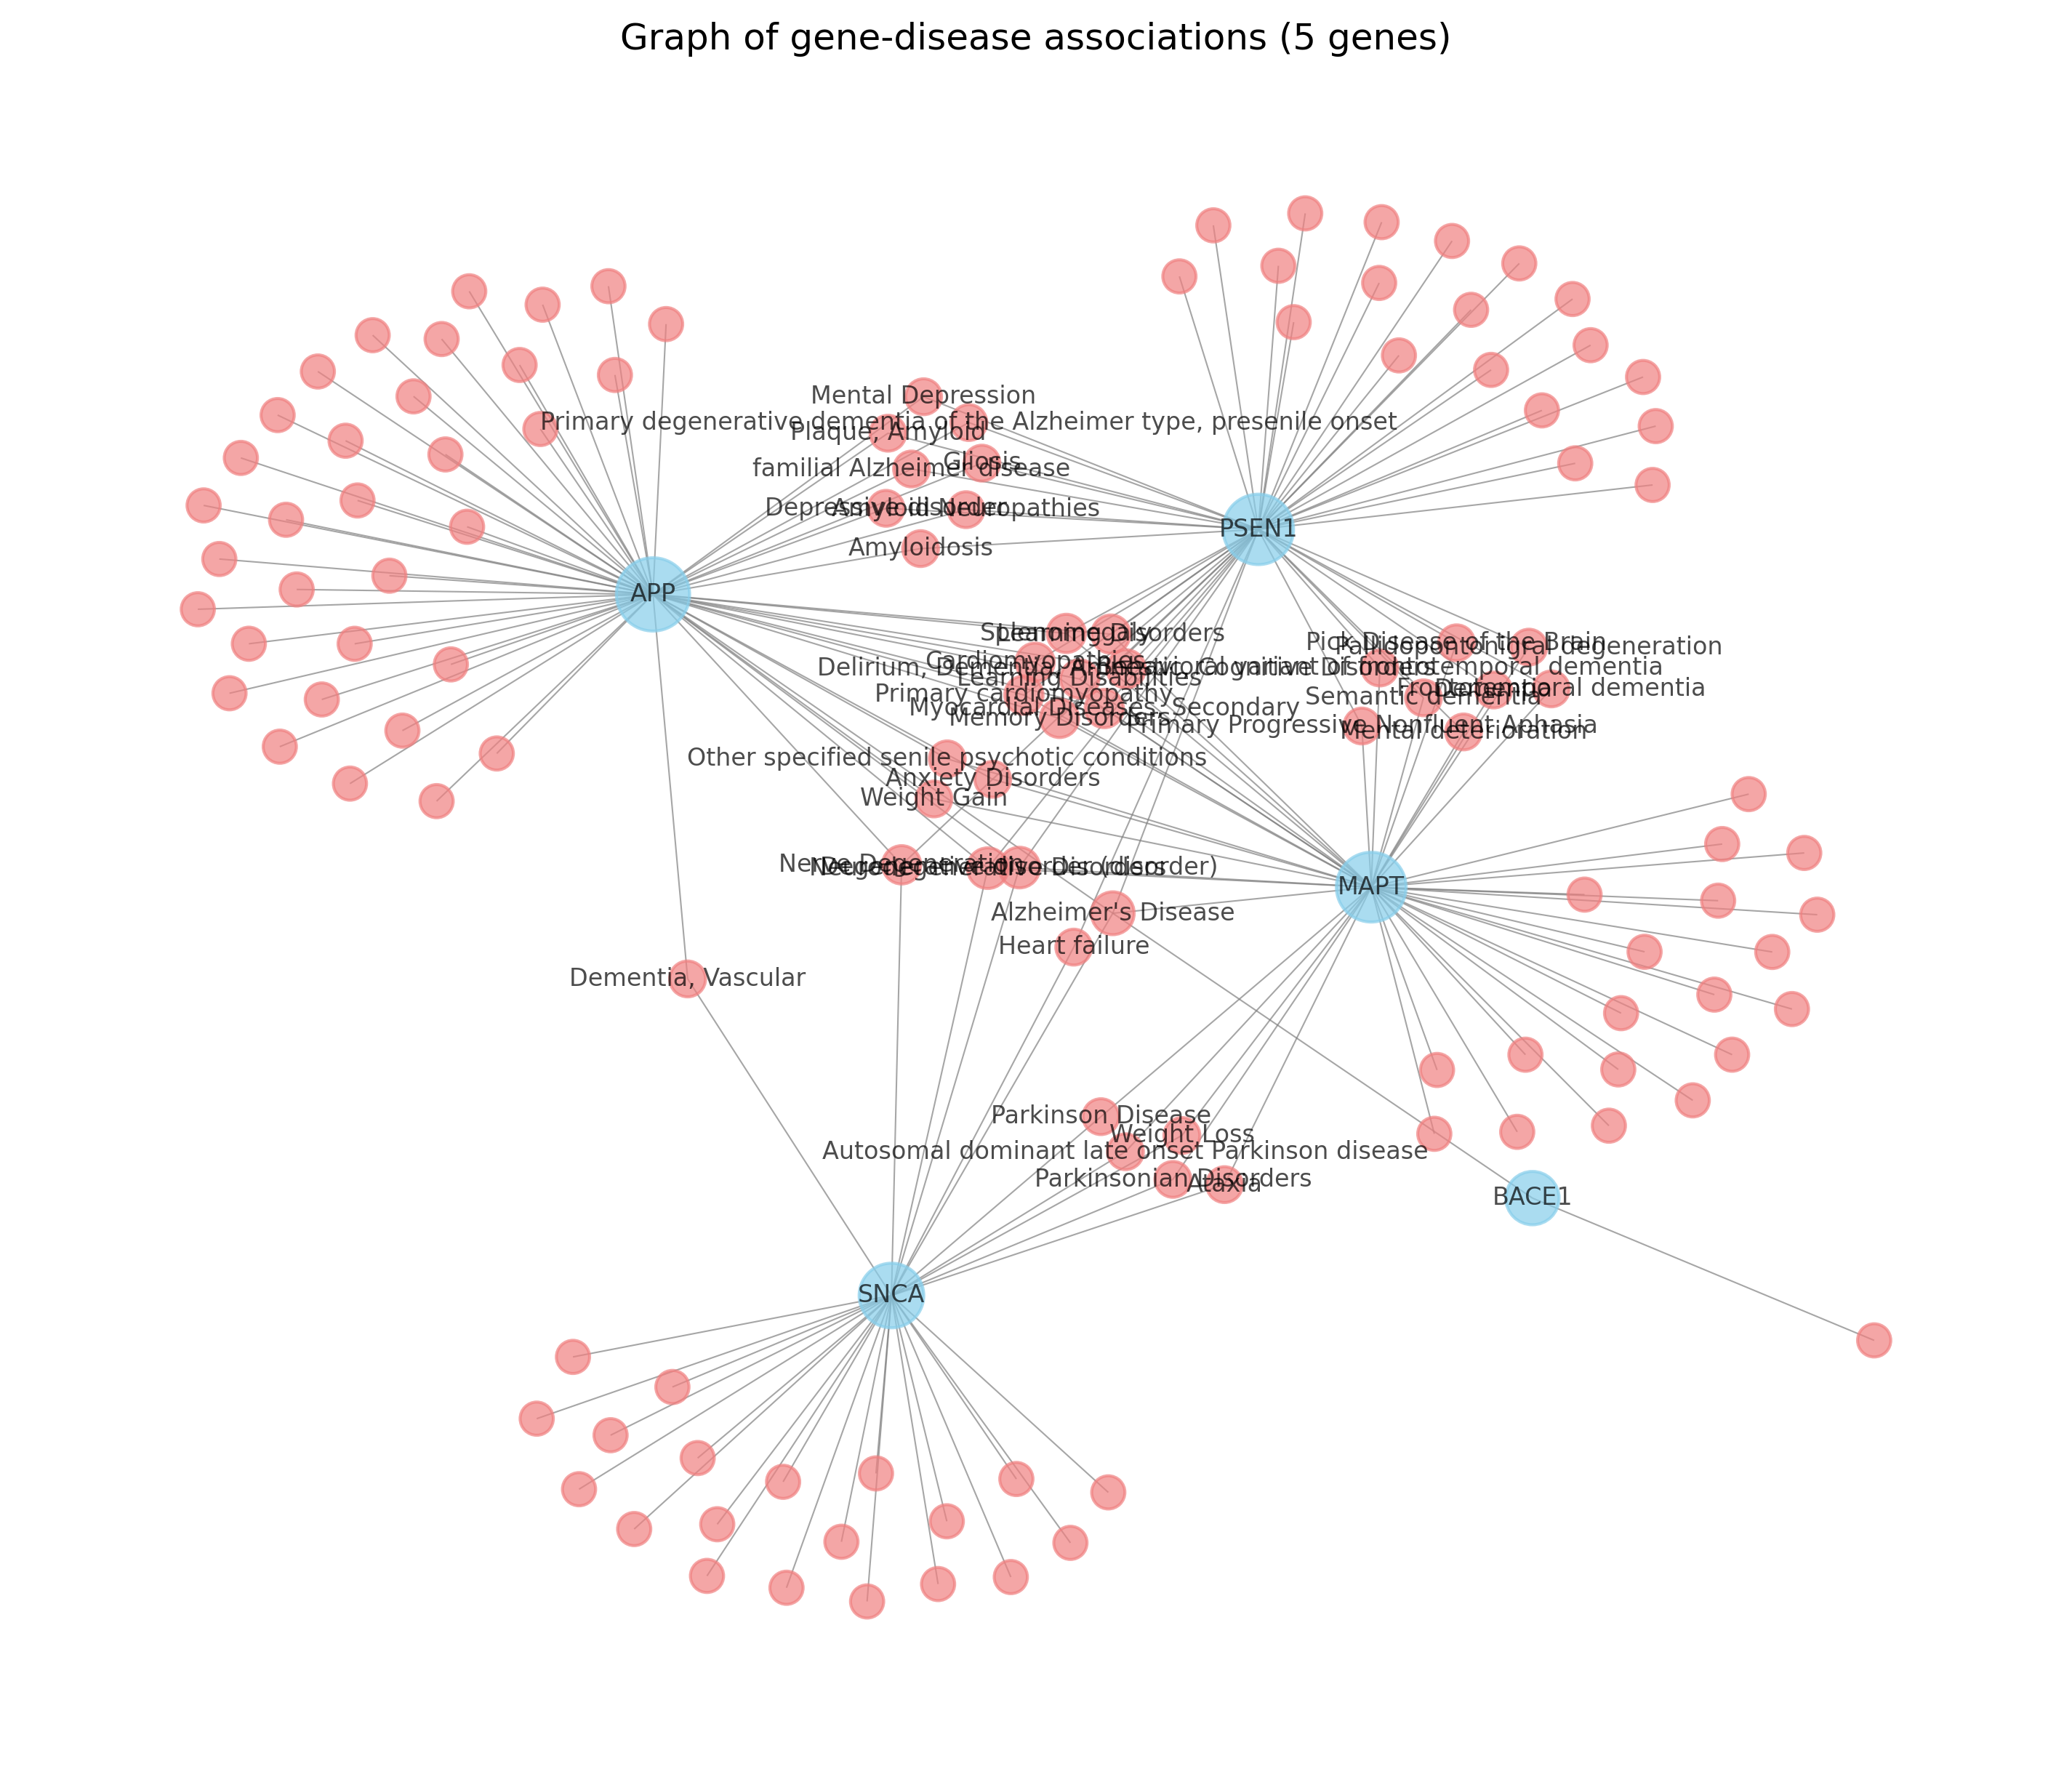 Graph of gene-disease associations (5 genes)
Mental Depression
Primary degenerative dementia of the Alzheimer type, presenile onset
Plaque, Amyloid
Gliosis
familial Alzheimer disease
Depressive disorder
Amyloid Neuropathies
PSEN1
Amyloidosis
APP
Splenomegaly
Learning Disorders
Pick Disease of the Brain
Pallidopontonigral degeneration
Cardiomyopathies
Delirium, Dementia, Amnestic, Cognitive Disorders
Behavioral variant of frontotemporal dementia
Learning Disabilities
Frontotemporal dementia
Dementia
Primary cardiomyopathy
Semantic dementia
Myocardial Diseases, Secondary
Memory Disorders
Primary Progressive Nonfluent Aphasia
Mental deterioration
Other specified senile psychotic conditions
Anxiety Disorders
Weight Gain
Nerve Degeneration
Neurodegenerative Disorders
Degenerative disorder (disorder)
MAPT
Alzheimer's Disease
Heart failure
Dementia, Vascular
Parkinson Disease
Weight Loss
Autosomal dominant late onset Parkinson disease
Parkinsonian Disorders
Ataxia
BACE1
SNCA